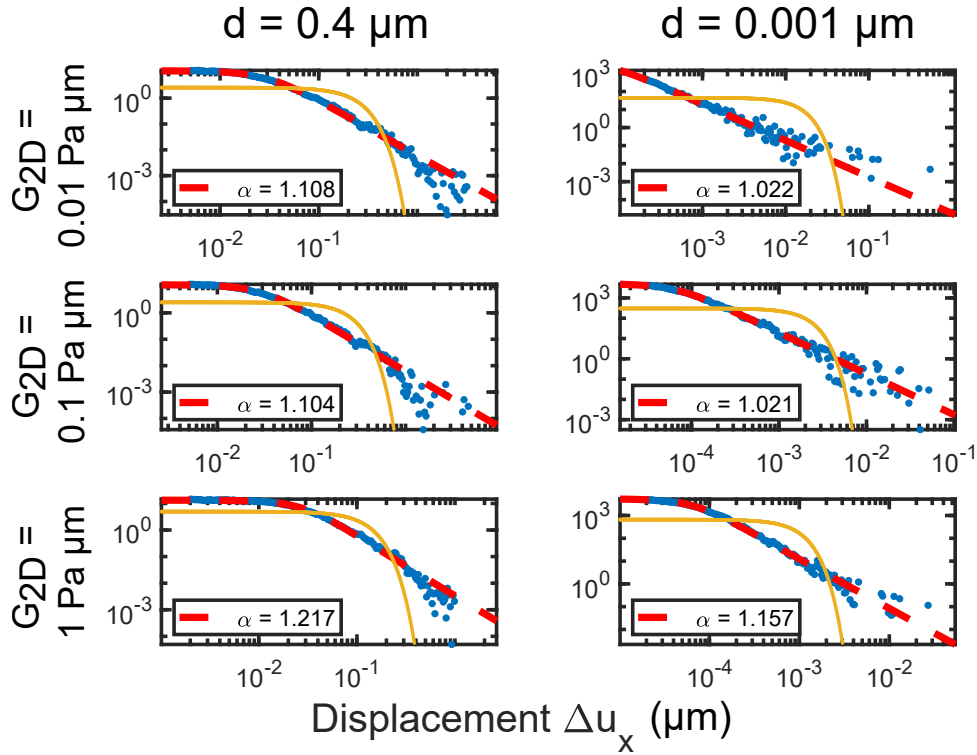 d = 0.4 μm
d = 0.001 μm
G2D =
0.01 Pa μm
10^0
10^-3
α = 1.108
10^-2
10^-1
10^3
10^0
10^-3
α = 1.022
10^-3
10^-2
10^-1
G2D =
0.1 Pa μm
10^0
10^-3
α = 1.104
10^-2
10^-1
10^3
10^0
10^-3
α = 1.021
10^-4
10^-3
10^-2
10^-1
G2D =
1 Pa μm
10^0
10^-3
α = 1.217
10^-2
10^-1
10^3
10^0
α = 1.157
10^-4
10^-3
10^-2
Displacement Δu_x (μm)